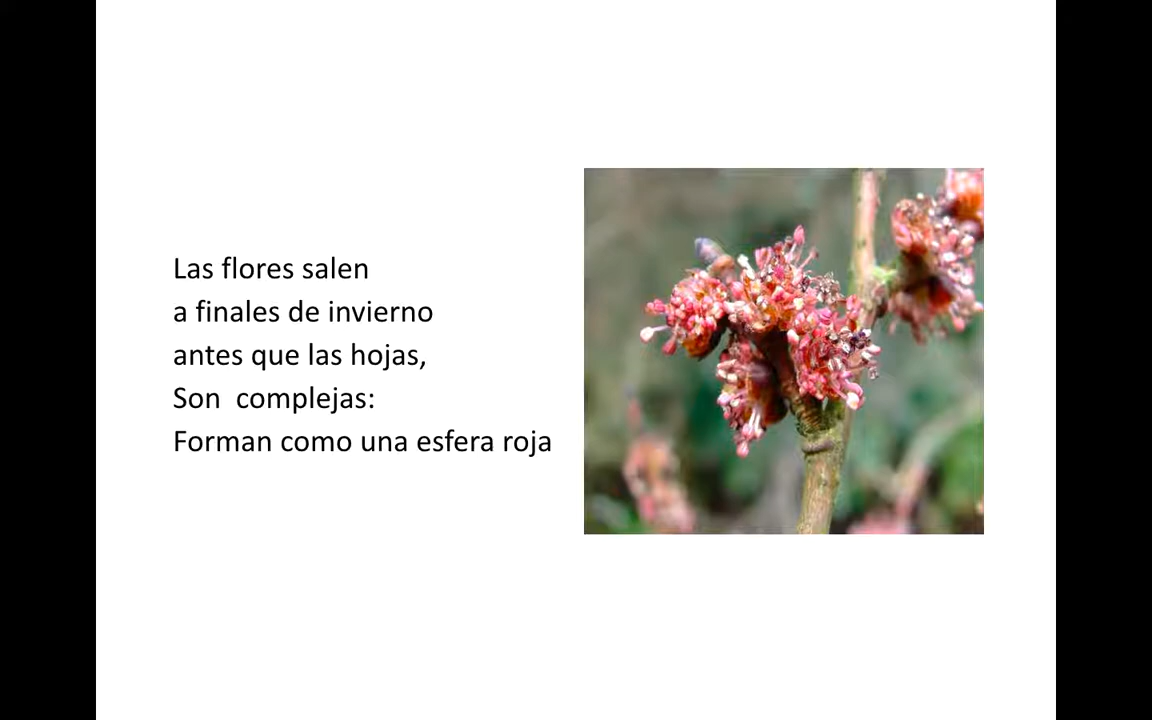 Las flores salen
a finales de invierno
antes que las hojas,
Son  complejas:
Forman como una esfera roja